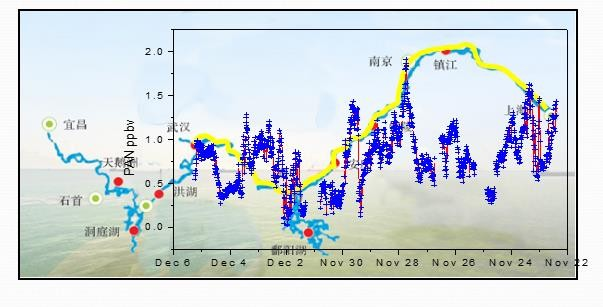 2.0
南京
镇江
1.5
上
宜昌
武汉
1.0
PAN ppbv
天鹅
安
0.5
石首
洪湖
洞庭湖
0.0
鄱阳湖
Dec 6
Dec 4
Dec 2
Nov 30
Nov 28
Nov 26
Nov 24
Nov 22